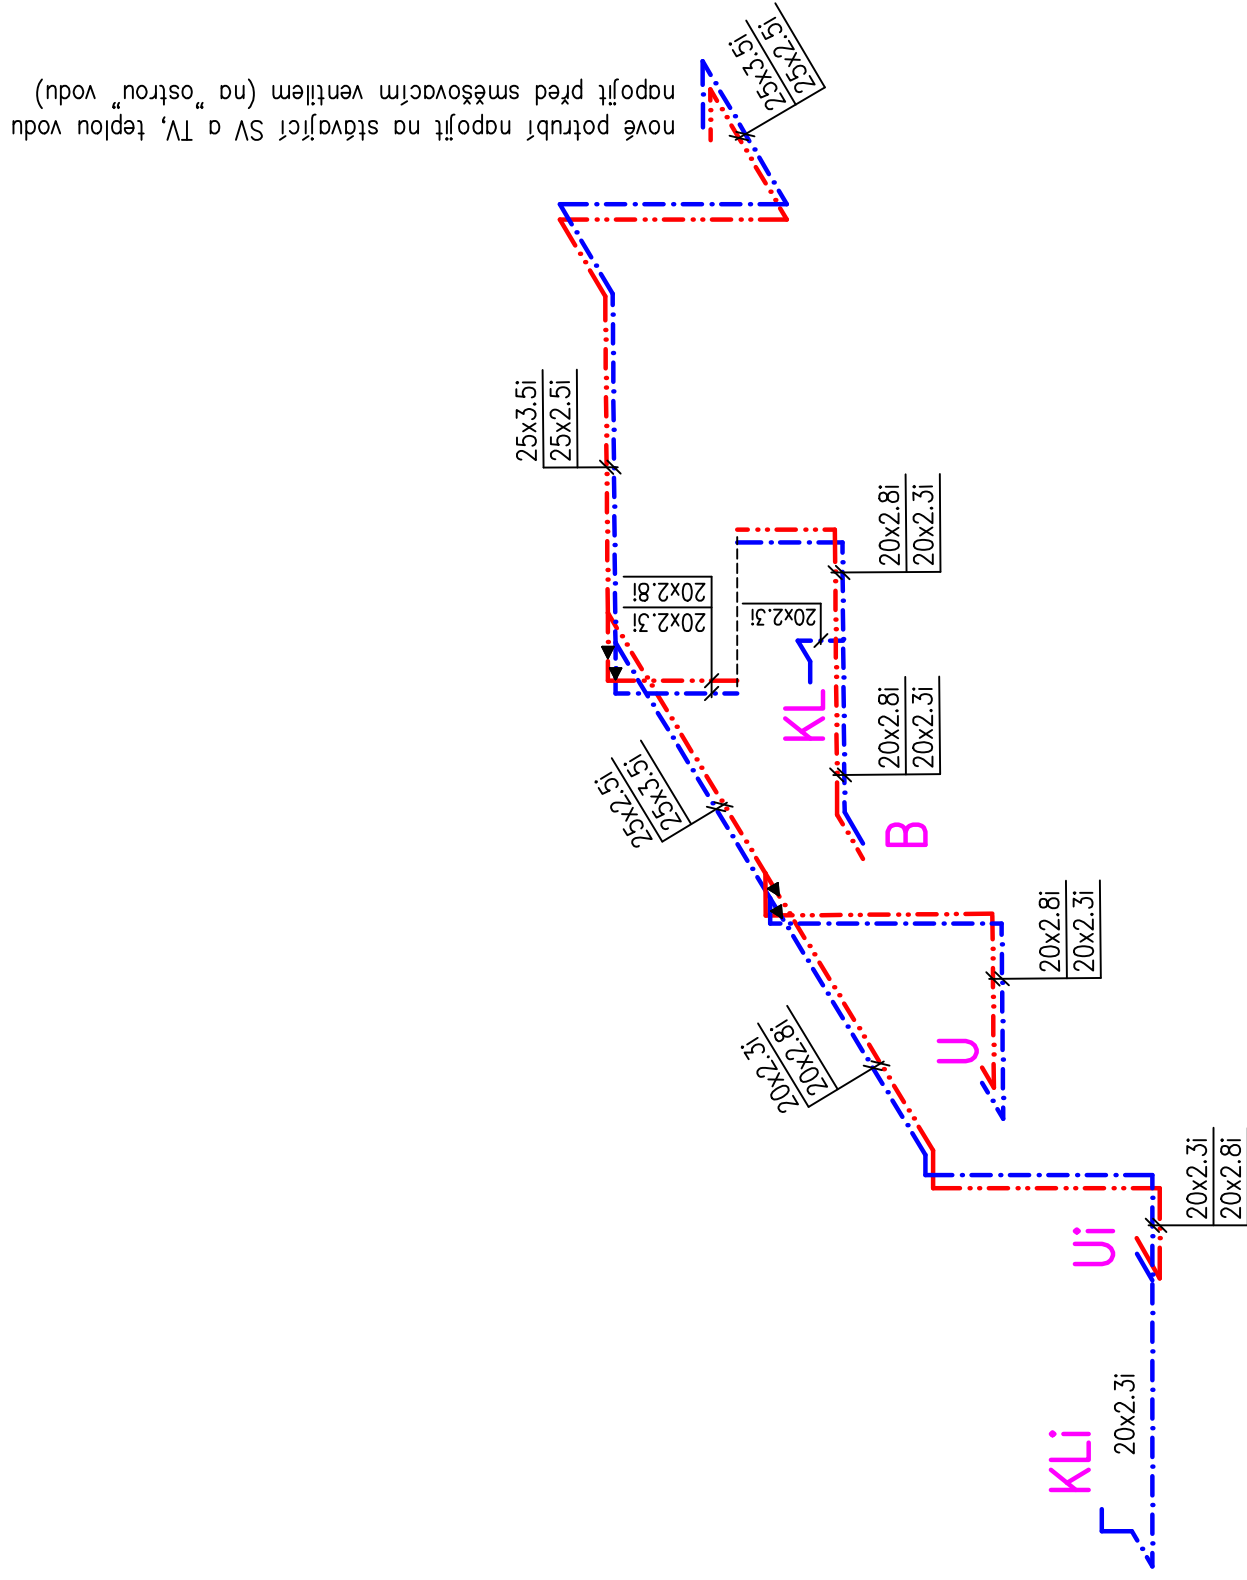 nové potrubí napojit na stávající SV a TV, teplou vodu
napojit před směšovacím ventilem (na "ostrou" vodu)
25x3.5i
25x2.5i
25x3.5i
25x2.5i
20x2.8i
20x2.3i
20x2.3i
20x2.8i
20x2.3i
KL
20x2.8i
20x2.3i
B
25x2.5i
25x3.5i
20x2.8i
20x2.3i
U
20x2.3i
20x2.8i
20x2.3i
20x2.8i
Ui
20x2.3i
KLi